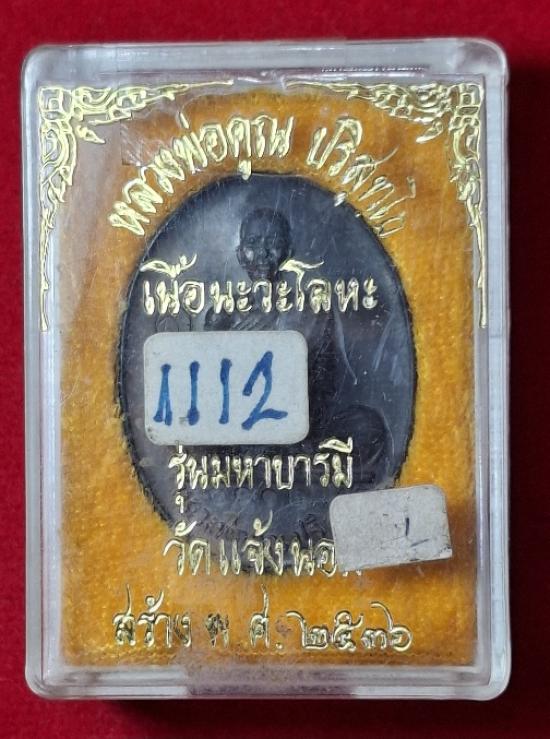 หลวงพ่อคูณ ปริสุทฺโธ
เนื้อนะวะโลหะ
1112
รุ่นมหาบารมี
วัดแจ้งนอก
สร้าง พ.ศ. ๒๕๓๖